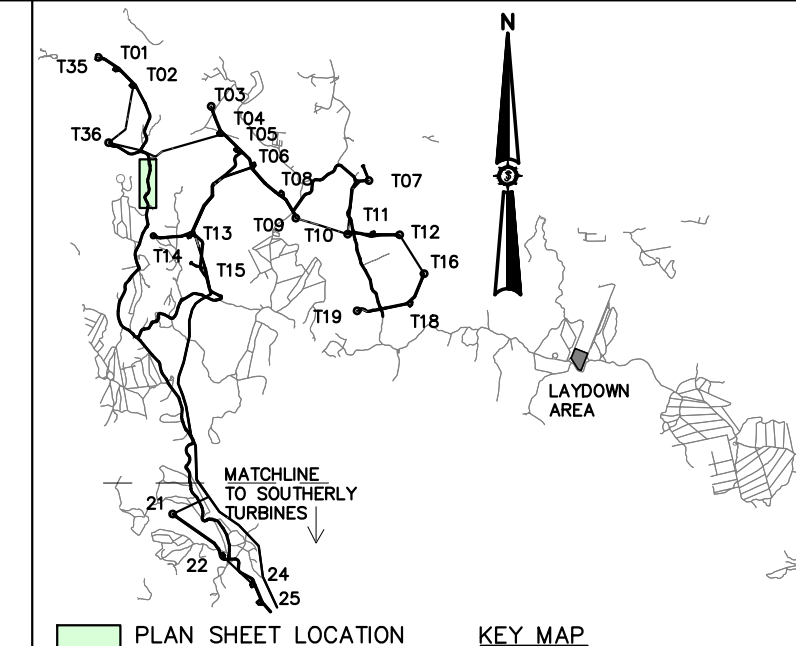 N
T01
T35
T02
T03
T04
T36
T05
T06
T08
T07
T09
T13
T10
T11
T12
T14
T15
T16
T19
T18
LAYDOWN
AREA
MATCHLINE
TO SOUTHERLY
TURBINES
21
22
24
25
PLAN SHEET LOCATION
KEY MAP